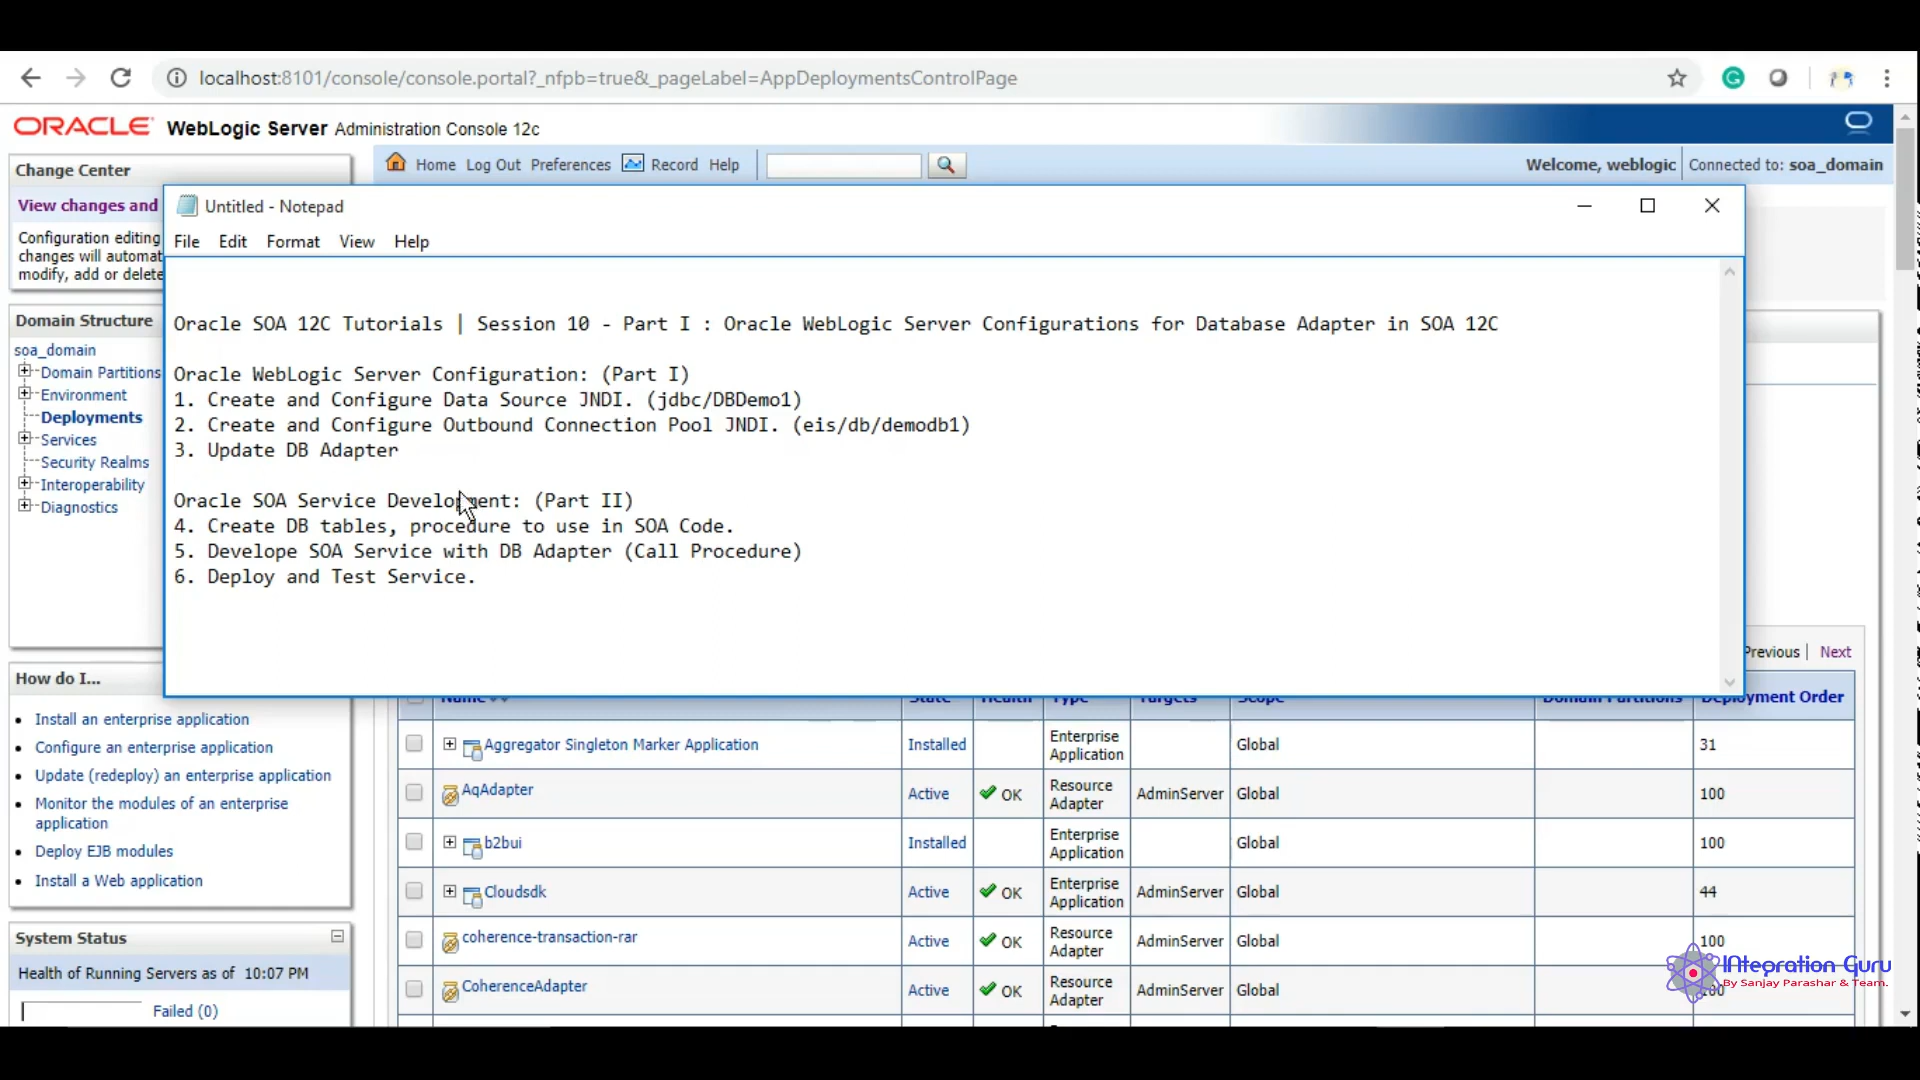 localhost:8101/console/console.portal?_nfpb=true&_pageLabel=AppDeploymentsControlPage
ORACLE WebLogic Server Administration Console 12c
Change Center
Home Log Out Preferences Record Help
Welcome, weblogic Connected to: soa_domain
View changes and
Configuration editing
changes will automat
modify, add or delete
Untitled - Notepad
File Edit Format View Help
Oracle SOA 12C Tutorials | Session 10 - Part I : Oracle WebLogic Server Configurations for Database Adapter in SOA 12C
Oracle WebLogic Server Configuration: (Part I)
1. Create and Configure Data Source JNDI. (jdbc/DBDemo1)
2. Create and Configure Outbound Connection Pool JNDI. (eis/db/demodb1)
3. Update DB Adapter
Oracle SOA Service Development: (Part II)
4. Create DB tables, procedure to use in SOA Code.
5. Develope SOA Service with DB Adapter (Call Procedure)
6. Deploy and Test Service.
Domain Structure
soa_domain
Domain Partitions
Environment
Deployments
Services
Security Realms
Interoperability
Diagnostics
How do I...
Install an enterprise application
Configure an enterprise application
Update (redeploy) an enterprise application
Monitor the modules of an enterprise
application
Deploy EJB modules
Install a Web application
System Status
Health of Running Servers as of 10:07 PM
Failed (0)
Previous | Next
Name State Health Type Targets Scope Domain Partitions Deployment Order
Aggregator Singleton Marker Application Installed Enterprise Application Global 31
AqAdapter Active OK Resource Adapter AdminServer Global 100
b2bui Installed Enterprise Application Global 100
Cloudsdk Active OK Enterprise Application AdminServer Global 44
coherence-transaction-rar Active OK Resource Adapter AdminServer Global 100
CoherenceAdapter Active OK Resource Adapter AdminServer Global
INtegration Guru
By Sanjay Parashar & Team.